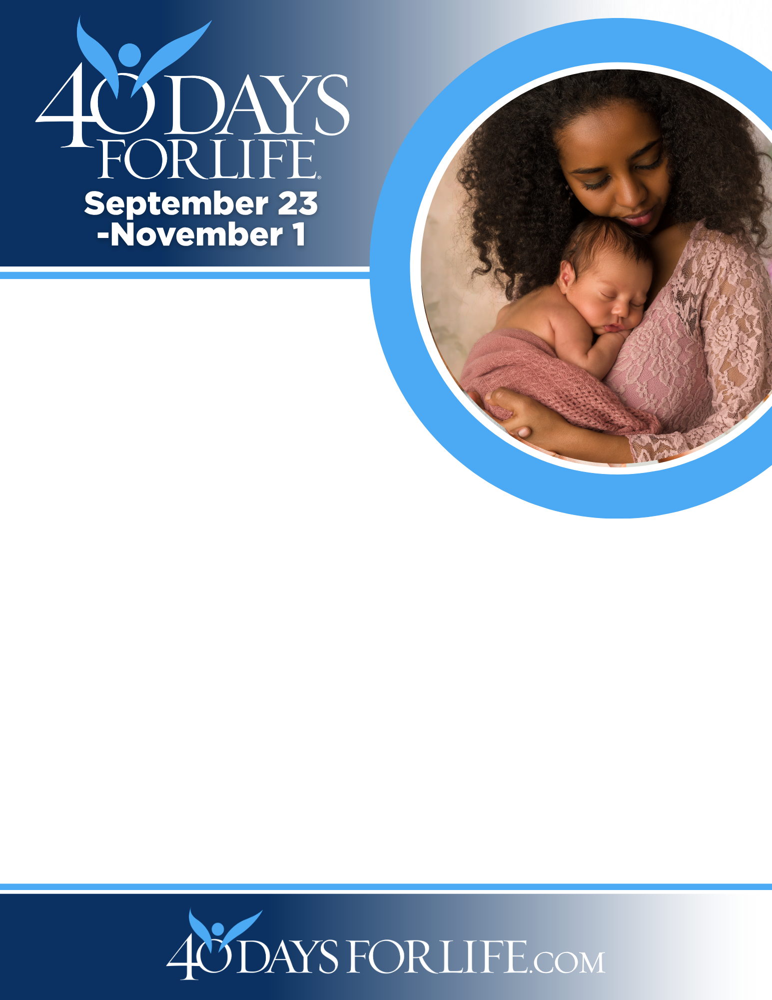 40 DAYS
FOR LIFE®
September 23
-November 1
40 DAYS FOR LIFE.COM